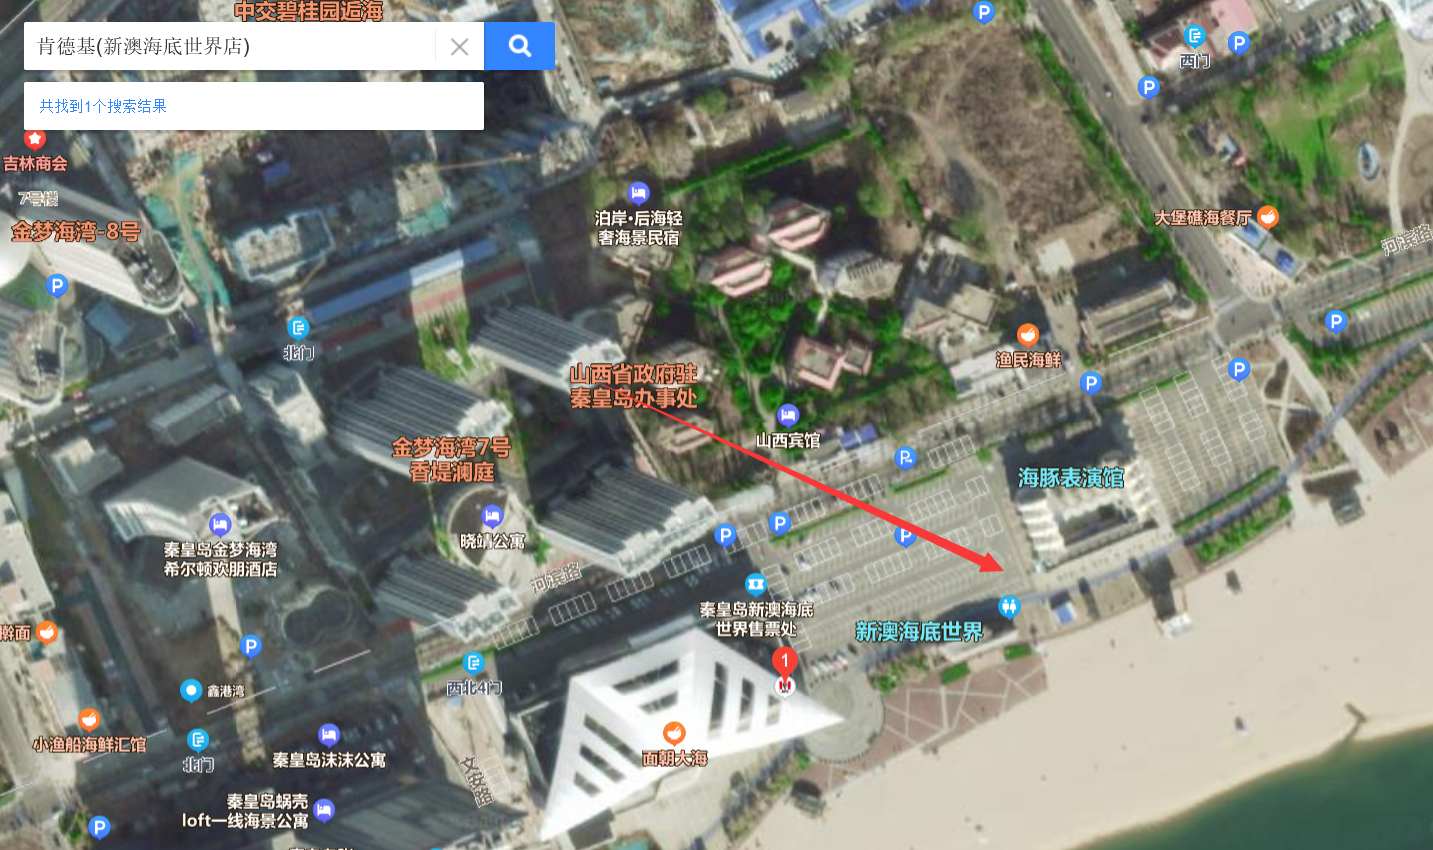 中交碧桂园逅海
肯德基(新澳海底世界店)
共找到1个搜索结果
西门
吉林商会
7号楼
金梦海湾-8号
泊岸·后海轻
奢海景民宿
大堡礁海餐厅
河滨路
北门
山西省政府驻
秦皇岛办事处
渔民海鲜
山西宾馆
金梦海湾7号
香堤澜庭
海豚表演馆
晓靖公寓
秦皇岛金梦海湾
希尔顿欢朋酒店
河滨路
秦皇岛新澳海底
世界售票处
新澳海底世界
擀面
1
西北4门
鑫港湾
小渔船海鲜汇馆
北门
秦皇岛沫沫公寓
面朝大海
秦皇岛蜗壳
loft一线海景公寓
P
P
P
P
P
P
P
P
P
P
P
P
P